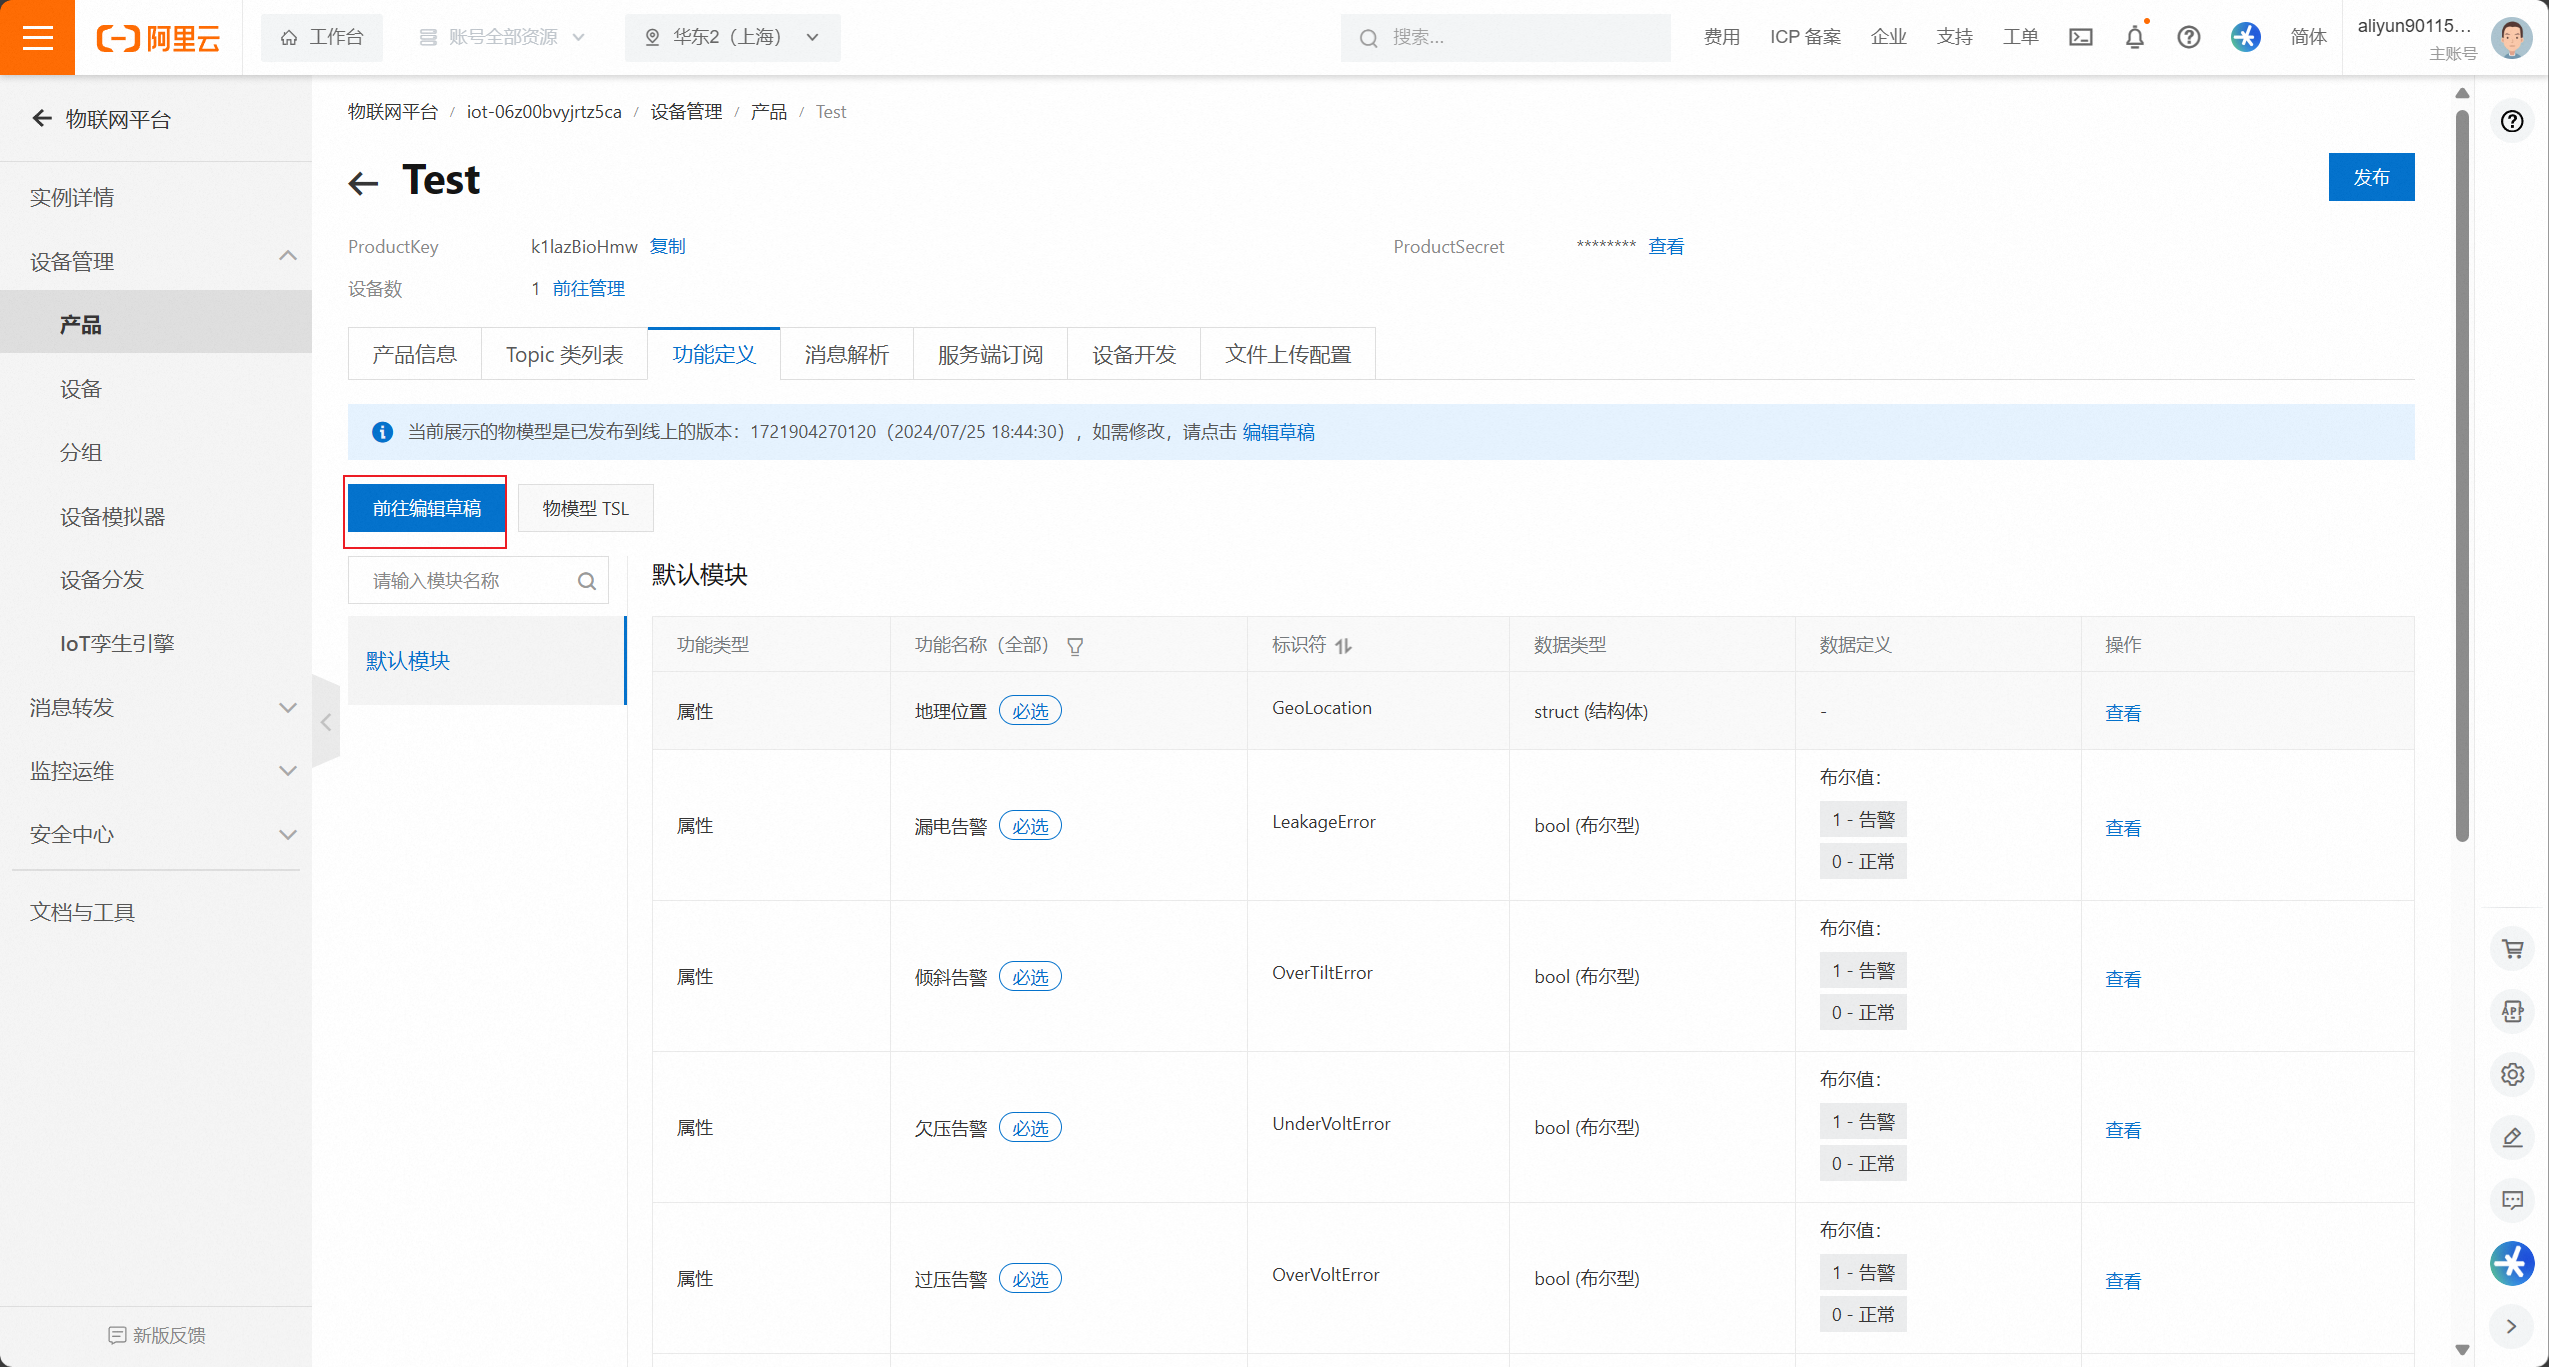 阿里云
工作台
账号全部资源
华东2（上海）
搜索...
费用
ICP 备案
企业
支持
工单
简体
aliyun90115...
主账号
物联网平台
实例详情
设备管理
产品
设备
分组
设备模拟器
设备分发
IoT孪生引擎
消息转发
监控运维
安全中心
文档与工具
新版反馈
物联网平台 / iot-06z00bvyjrtz5ca / 设备管理 / 产品 / Test
Test
发布
ProductKey k1lazBioHmw 复制
ProductSecret ******** 查看
设备数 1 前往管理
产品信息
Topic 类列表
功能定义
消息解析
服务端订阅
设备开发
文件上传配置
当前展示的物模型是已发布到线上的版本：1721904270120（2024/07/25 18:44:30），如需修改，请点击 编辑草稿
前往编辑草稿
物模型 TSL
请输入模块名称
默认模块
默认模块
功能类型 功能名称（全部） 标识符 数据类型 数据定义 操作
属性 地理位置 必选 GeoLocation struct (结构体) - 查看
属性 漏电告警 必选 LeakageError bool (布尔型) 布尔值：
1 - 告警
0 - 正常
查看
属性 倾斜告警 必选 OverTiltError bool (布尔型) 布尔值：
1 - 告警
0 - 正常
查看
属性 欠压告警 必选 UnderVoltError bool (布尔型) 布尔值：
1 - 告警
0 - 正常
查看
属性 过压告警 必选 OverVoltError bool (布尔型) 布尔值：
1 - 告警
0 - 正常
查看
APP